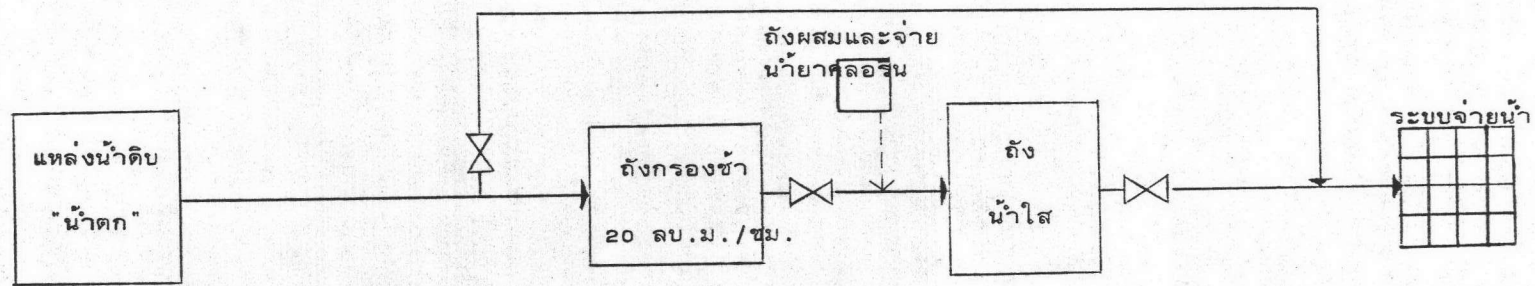 ถังผสมและจ่าย
น้ำยาคลอรีน
แหล่งน้ำดิบ
"น้ำตก"
ถังกรองช้า
20 ลบ.ม./ชม.
ถัง
น้ำใส
ระบบจ่ายน้ำ